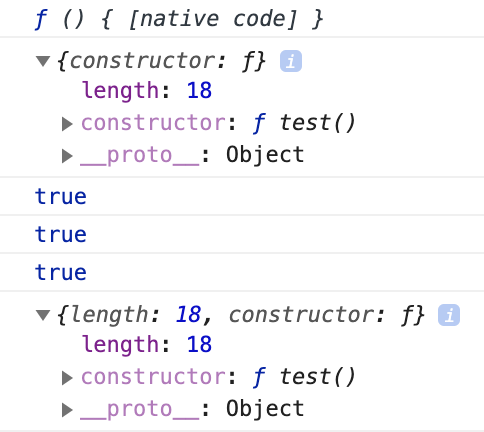 ƒ () { [native code] }
▼{constructor: ƒ} i
length: 18
▶constructor: ƒ test()
▶__proto__: Object
true
true
true
▼{length: 18, constructor: ƒ} i
length: 18
▶constructor: ƒ test()
▶__proto__: Object